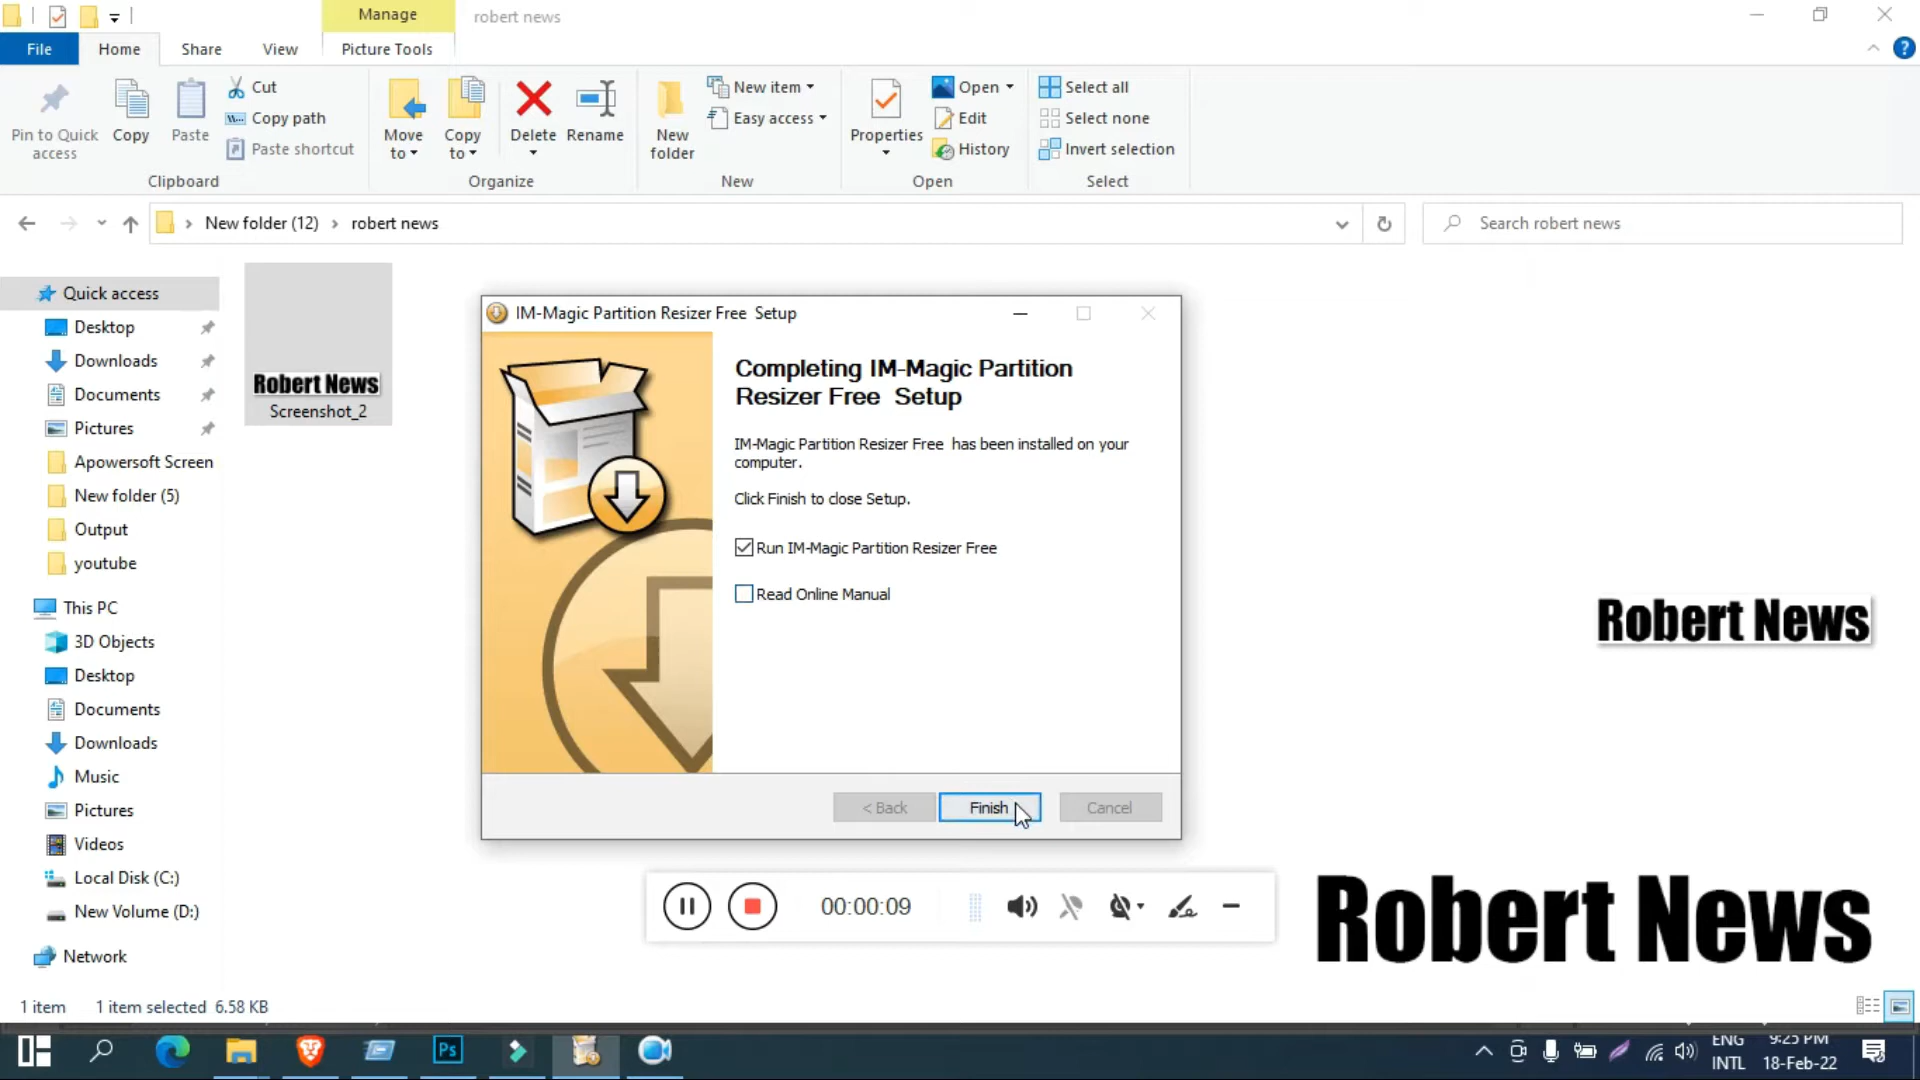 Manage
robert news
File
Home
Share
View
Picture Tools
Pin to Quick
access
Copy
Paste
Cut
Copy path
Paste shortcut
Clipboard
Move
to
Copy
to
Delete
Rename
Organize
New
folder
New item
Easy access
New
Properties
Open
Edit
History
Open
Select all
Select none
Invert selection
Select
New folder (12)
robert news
Search robert news
Quick access
Desktop
Downloads
Documents
Pictures
Apowersoft Screen
New folder (5)
Output
youtube
This PC
3D Objects
Desktop
Documents
Downloads
Music
Pictures
Videos
Local Disk (C:)
New Volume (D:)
Network
Robert News
Screenshot_2
IM-Magic Partition Resizer Free Setup
Completing IM-Magic Partition
Resizer Free Setup
IM-Magic Partition Resizer Free has been installed on your
computer.
Click Finish to close Setup.
Run IM-Magic Partition Resizer Free
Read Online Manual
< Back
Finish
Cancel
Robert News
00:00:09
Robert News
1 item
1 item selected 6.58 KB
Ps
ENG
INTL
9:25 PM
18-Feb-22